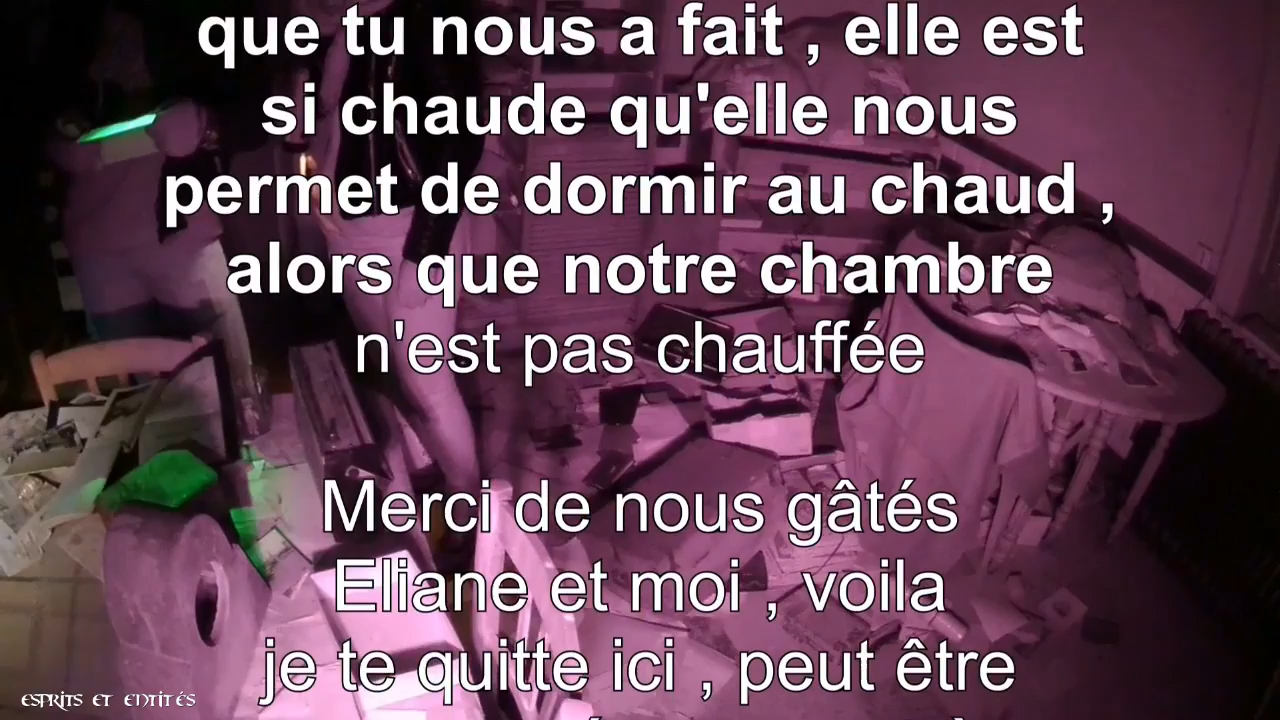 que tu nous a fait , elle est
si chaude qu'elle nous
permet de dormir au chaud ,
alors que notre chambre
n'est pas chauffée
Merci de nous gâtés
Eliane et moi , voila
je te quitte ici , peut être
ESPRITS ET ENTITÉS